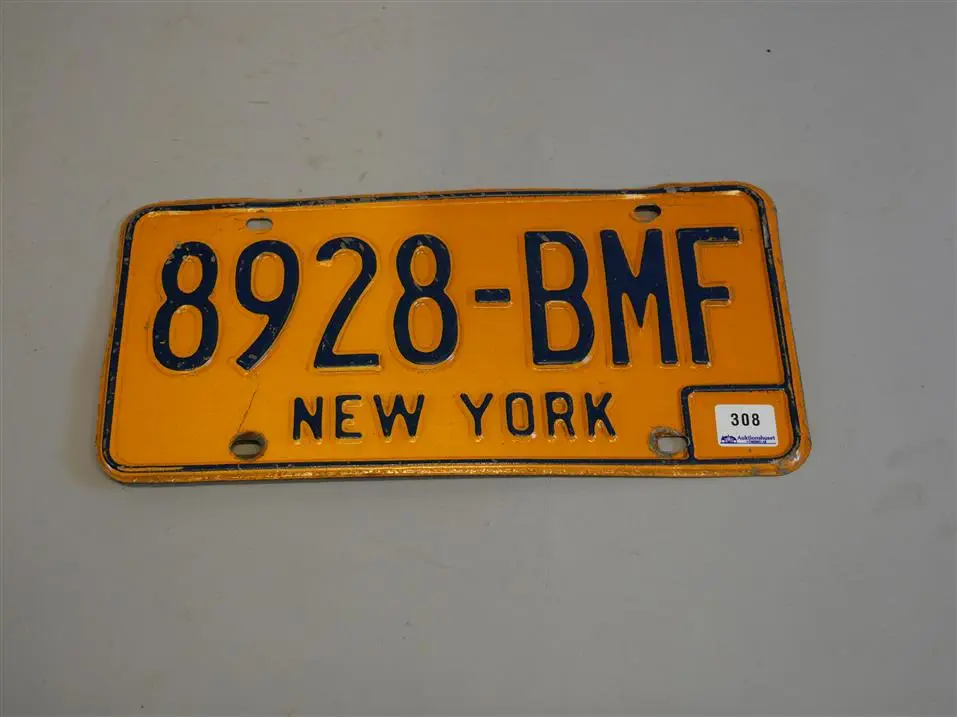 8928-BMF
NEW YORK
308
Auktionshuset